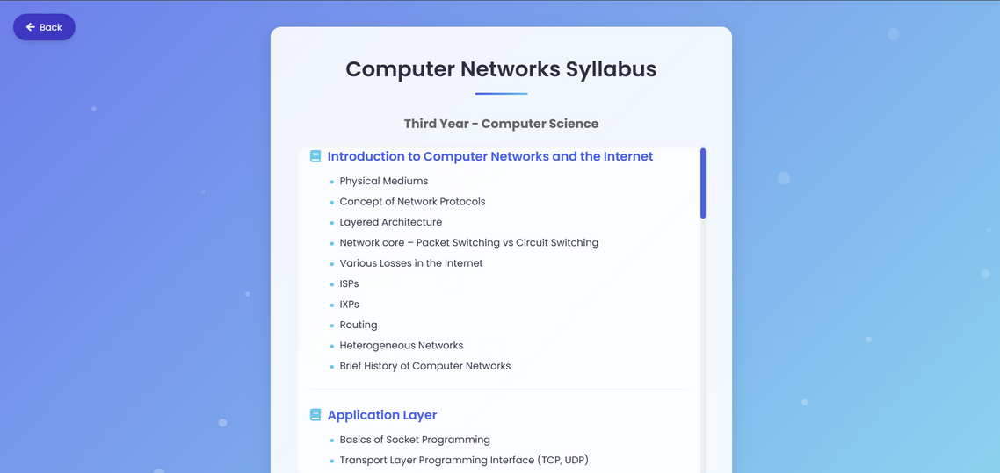 Back
Computer Networks Syllabus
Third Year - Computer Science
Introduction to Computer Networks and the Internet
Physical Mediums
Concept of Network Protocols
Layered Architecture
Network core – Packet Switching vs Circuit Switching
Various Losses in the Internet
ISPs
IXPs
Routing
Heterogeneous Networks
Brief History of Computer Networks
Application Layer
Basics of Socket Programming
Transport Layer Programming Interface (TCP, UDP)